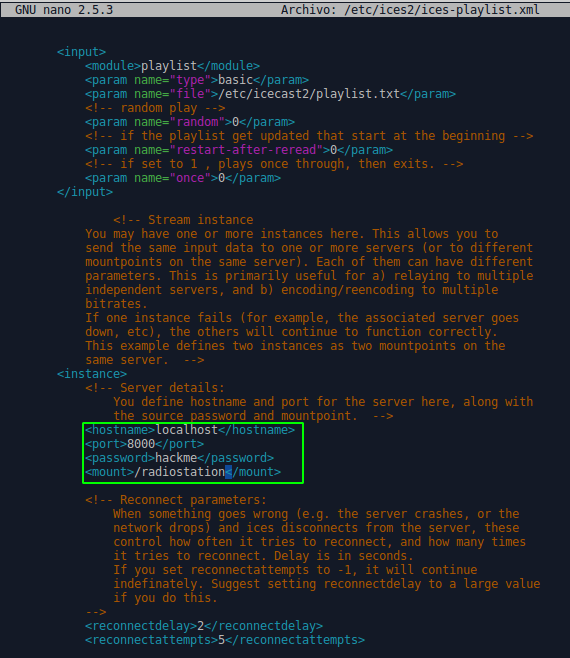 GNU nano 2.5.3 Archivo: /etc/ices2/ices-playlist.xml
<input>
<module>playlist</module>
<param name="type">basic</param>
<param name="file">/etc/icecast2/playlist.txt</param>
<!-- random play -->
<param name="random">0</param>
<!-- if the playlist get updated that start at the beginning -->
<param name="restart-after-reread">0</param>
<!-- if set to 1 , plays once through, then exits. -->
<param name="once">0</param>
</input>
<!-- Stream instance
You may have one or more instances here. This allows you to
send the same input data to one or more servers (or to different
mountpoints on the same server). Each of them can have different
parameters. This is primarily useful for a) relaying to multiple
independent servers, and b) encoding/reencoding to multiple
bitrates.
If one instance fails (for example, the associated server goes
down, etc), the others will continue to function correctly.
This example defines two instances as two mountpoints on the
same server.  -->
<instance>
<!-- Server details:
You define hostname and port for the server here, along with
the source password and mountpoint.  -->
<hostname>localhost</hostname>
<port>8000</port>
<password>hackme</password>
<mount>/radiostation</mount>
<!-- Reconnect parameters:
When something goes wrong (e.g. the server crashes, or the
network drops) and ices disconnects from the server, these
control how often it tries to reconnect, and how many times
it tries to reconnect. Delay is in seconds.
If you set reconnectattempts to -1, it will continue
indefinately. Suggest setting reconnectdelay to a large value
if you do this.
-->
<reconnectdelay>2</reconnectdelay>
<reconnectattempts>5</reconnectattempts>